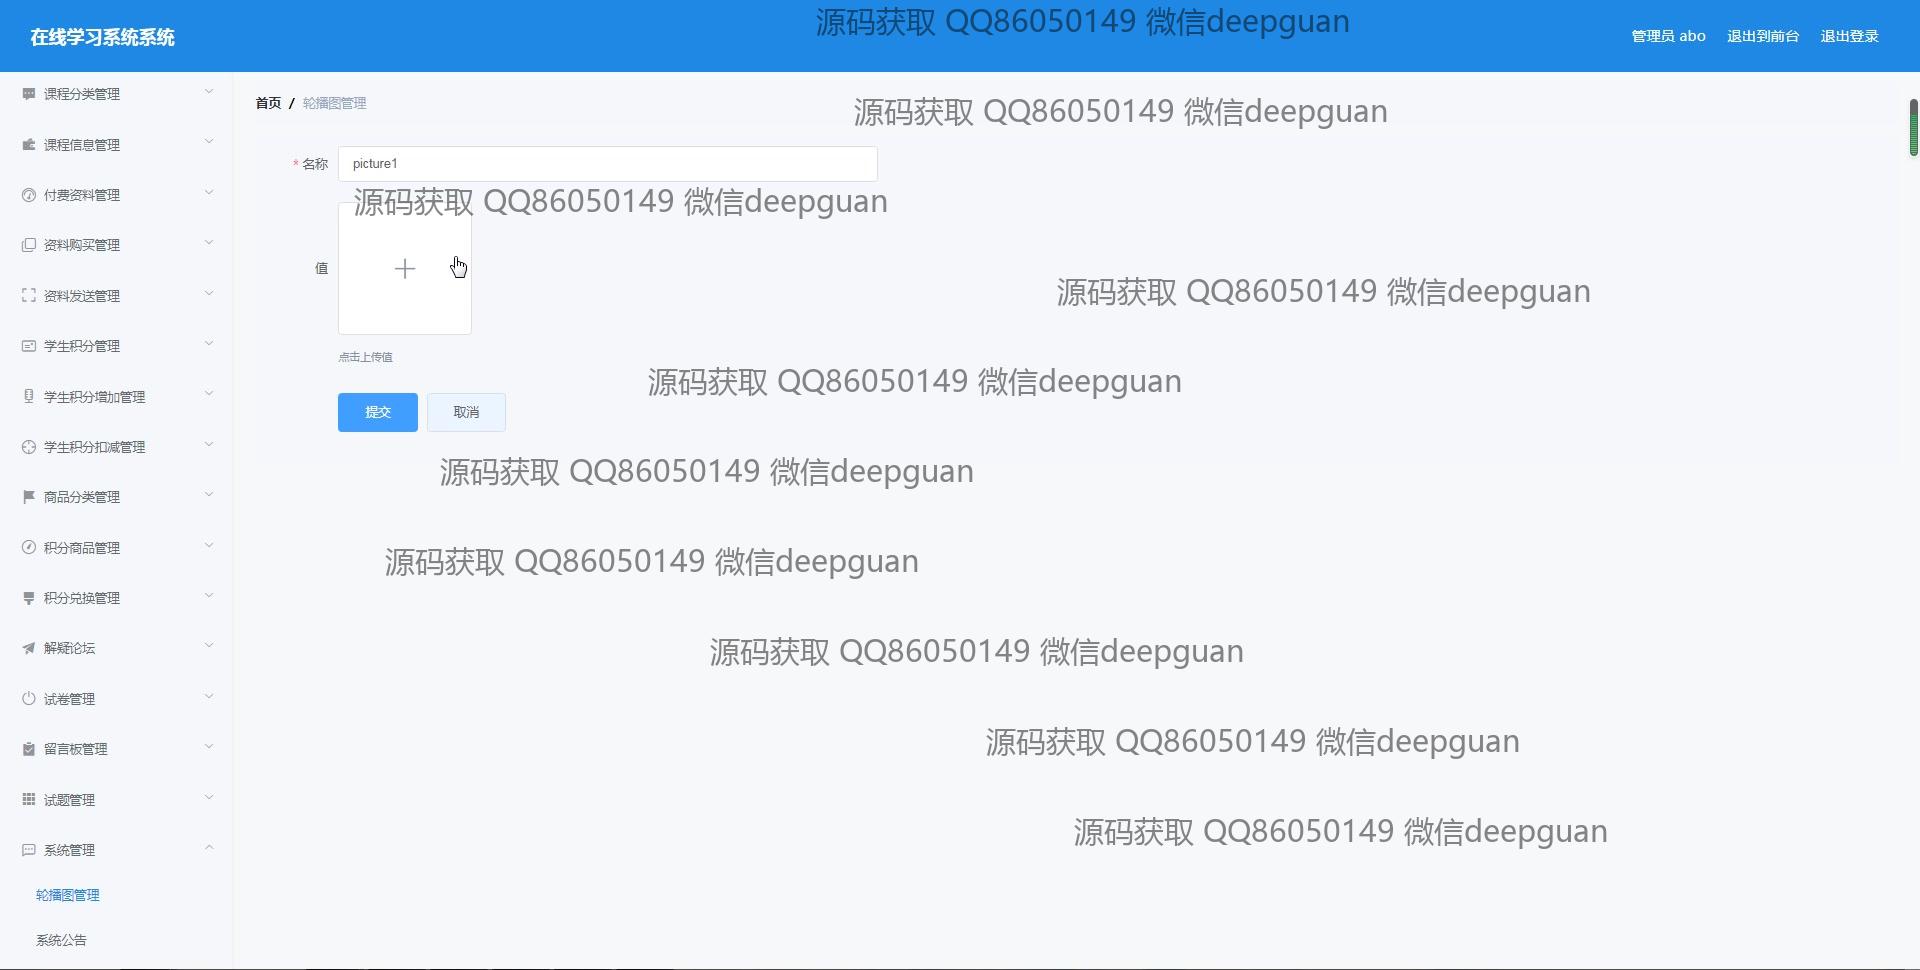 源码获取 QQ86050149 微信deepguan
在线学习系统系统
管理员 abo 退出到前台 退出登录
课程分类管理
首页 / 轮播图管理
源码获取 QQ86050149 微信deepguan
课程信息管理
* 名称 picture1
付费资料管理
源码获取 QQ86050149 微信deepguan
资料购买管理
值
源码获取 QQ86050149 微信deepguan
资料发送管理
学生积分管理
点击上传值
源码获取 QQ86050149 微信deepguan
学生积分增加管理
提交 取消
学生积分扣减管理
源码获取 QQ86050149 微信deepguan
商品分类管理
积分商品管理
源码获取 QQ86050149 微信deepguan
积分兑换管理
解疑论坛
源码获取 QQ86050149 微信deepguan
试卷管理
留言板管理
源码获取 QQ86050149 微信deepguan
试题管理
源码获取 QQ86050149 微信deepguan
系统管理
轮播图管理
系统公告